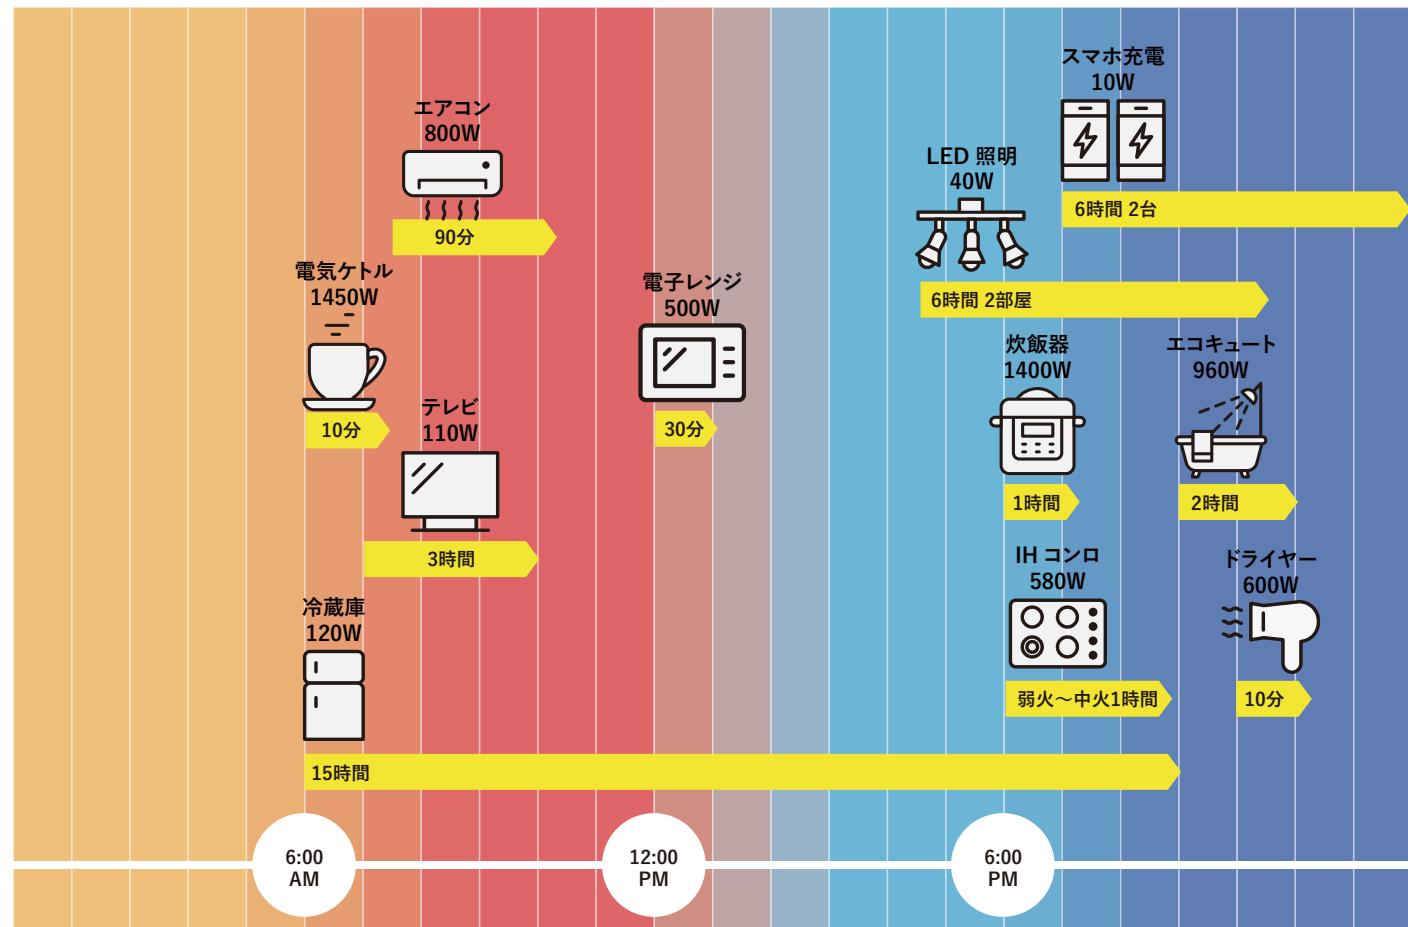 スマホ充電
10W
6時間 2台
エアコン
800W
90分
LED 照明
40W
6時間 2部屋
電気ケトル
1450W
10分
電子レンジ
500W
30分
炊飯器
1400W
1時間
エコキュート
960W
2時間
テレビ
110W
3時間
IH コンロ
580W
弱火～中火1時間
ドライヤー
600W
10分
冷蔵庫
120W
15時間
6:00
AM
12:00
PM
6:00
PM